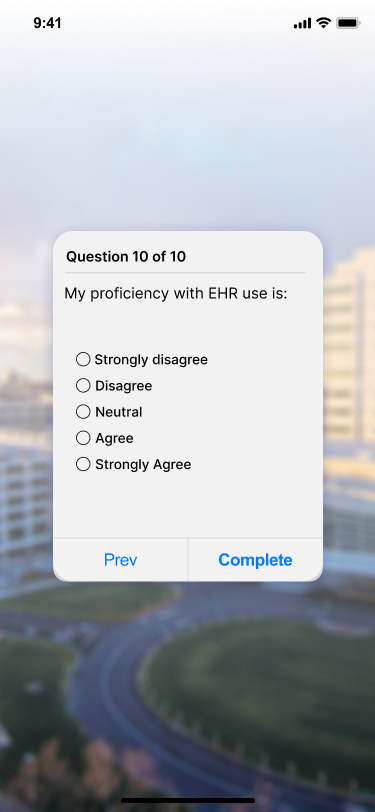 9:41
Question 10 of 10
My proficiency with EHR use is:
Strongly disagree
Disagree
Neutral
Agree
Strongly Agree
Prev
Complete